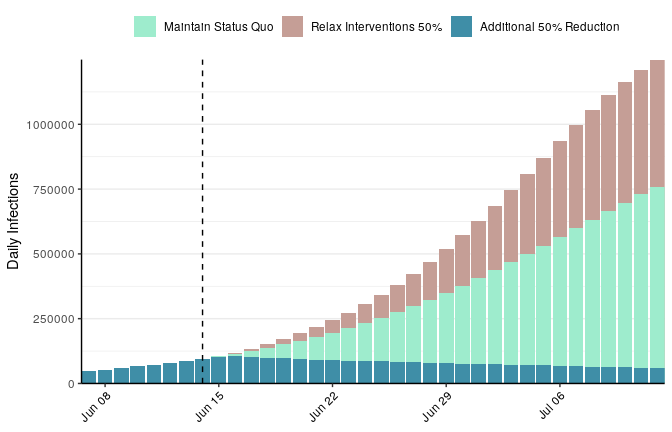 Maintain Status Quo Relax Interventions 50% Additional 50% Reduction
Daily Infections
1000000
750000
500000
250000
0
Jun 08 Jun 15 Jun 22 Jun 29 Jul 06